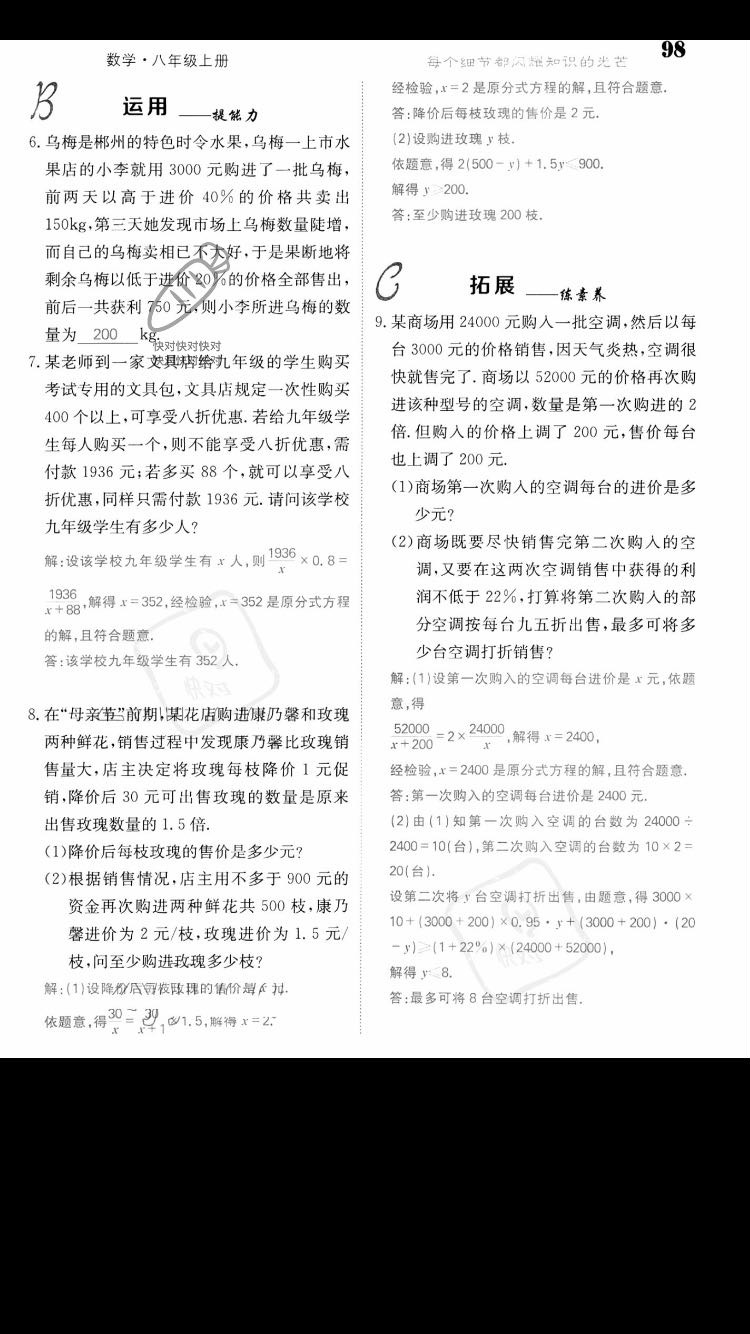 数学·八年级上册
98
B 运用 ——提能力
6. 乌梅是郴州的特色时令水果,乌梅一上市水
果店的小李就用 3000 元购进了一批乌梅,
前两天以高于进价 40% 的价格共卖出
150kg,第三天她发现市场上乌梅数量陡增,
而自己的乌梅卖相已不大好,于是果断地将
剩余乌梅以低于进价 20%的价格全部售出,
前后一共获利 750 元,则小李所进乌梅的数
量为 200 kg.
快对快对快对
7. 某老师到一家文具店给九年级的学生购买
考试专用的文具包,文具店规定一次性购买
400 个以上,可享受八折优惠.若给九年级学
生每人购买一个,则不能享受八折优惠,需
付款 1936 元;若多买 88 个,就可以享受八
折优惠,同样只需付款 1936 元.请问该学校
九年级学生有多少人?
解:设该学校九年级学生有 x 人,则 1936/x ×0.8=
1936/(x+88),解得 x=352,经检验,x=352 是原分式方程
的解,且符合题意.
答:该学校九年级学生有 352 人.
快对
8. 在“母亲节”前期,某花店购进康乃馨和玫瑰
两种鲜花,销售过程中发现康乃馨比玫瑰销
售量大,店主决定将玫瑰每枝降价 1 元促
销,降价后 30 元可出售玫瑰的数量是原来
出售玫瑰数量的 1.5 倍.
(1)降价后每枝玫瑰的售价是多少元?
(2)根据销售情况,店主用不多于 900 元的
资金再次购进两种鲜花共 500 枝,康乃
馨进价为 2 元/枝,玫瑰进价为 1.5 元/
枝,问至少购进玫瑰多少枝?
解:(1)设降价后每枝玫瑰的售价是 x 元.
依题意,得 30/x = 30/(x+1) ×1.5,解得 x=2.
每个细节都闪耀知识的光芒
经检验,x=2 是原分式方程的解,且符合题意.
答:降价后每枝玫瑰的售价是 2 元.
(2)设购进玫瑰 y 枝.
依题意,得 2(500-y)+1.5y≤900.
解得 y≥200.
答:至少购进玫瑰 200 枝.
C 拓展 ——练素养
9. 某商场用 24000 元购入一批空调,然后以每
台 3000 元的价格销售,因天气炎热,空调很
快就售完了.商场以 52000 元的价格再次购
进该种型号的空调,数量是第一次购进的 2
倍.但购入的价格上调了 200 元,售价每台
也上调了 200 元.
(1)商场第一次购入的空调每台的进价是多
少元?
(2)商场既要尽快销售完第二次购入的空
调,又要在这两次空调销售中获得的利
润不低于 22%,打算将第二次购入的部
分空调按每台九五折出售,最多可将多
少台空调打折销售?
解:(1)设第一次购入的空调每台进价是 x 元,依题
意,得
52000/(x+200) =2× 24000/x,解得 x=2400,
经检验,x=2400 是原分式方程的解,且符合题意.
答:第一次购入的空调每台进价是 2400 元.
(2)由(1)知第一次购入空调的台数为 24000÷
2400=10(台),第二次购入空调的台数为 10×2=
20(台).
设第二次将 y 台空调打折出售,由题意,得 3000×
10+(3000+200)×0.95·y+(3000+200)·(20
-y)≥(1+22%)×(24000+52000),
解得 y≤8.
答:最多可将 8 台空调打折出售.
快对